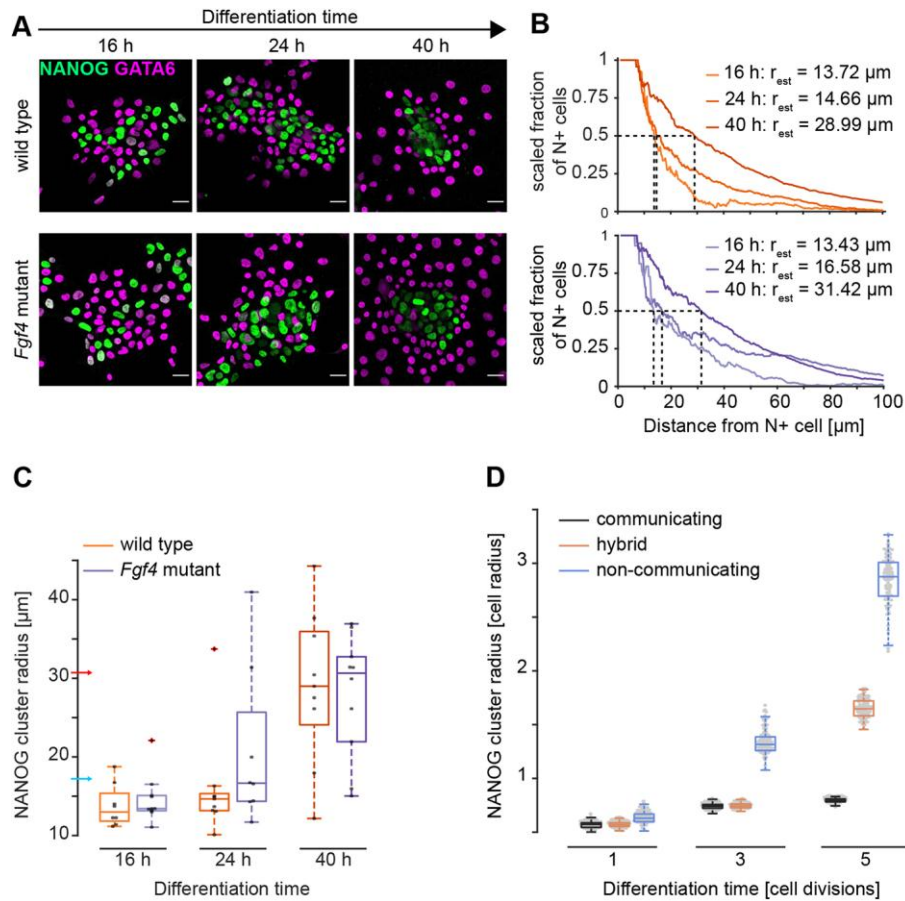 A
Differentiation time
16 h 24 h 40 h
NANOG GATA6
wild type
Fgf4 mutant
B
scaled fraction
of N+ cells
1
0.75
0.5
0.25
0
16 h: rest = 13.72 µm
24 h: rest = 14.66 µm
40 h: rest = 28.99 µm
scaled fraction
of N+ cells
1
0.75
0.5
0.25
0
16 h: rest = 13.43 µm
24 h: rest = 16.58 µm
40 h: rest = 31.42 µm
0 20 40 60 80 100
Distance from N+ cell [µm]
C
wild type
Fgf4 mutant
NANOG cluster radius [µm]
40
30
20
10
16 h 24 h 40 h
Differentiation time
D
communicating
hybrid
non-communicating
NANOG cluster radius [cell radius]
3
2
1
1 3 5
Differentiation time [cell divisions]